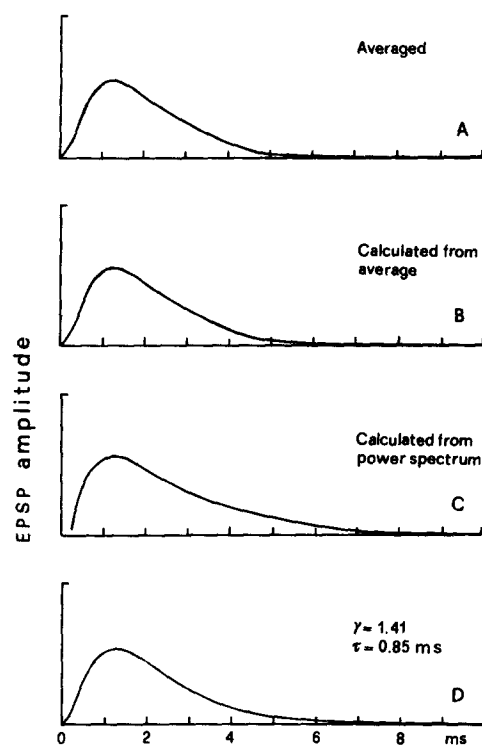 Averaged
A
Calculated from
average
B
EPSP amplitude
Calculated from
power spectrum
C
γ= 1.41
τ= 0.85 ms
D
0 2 4 6 8 ms